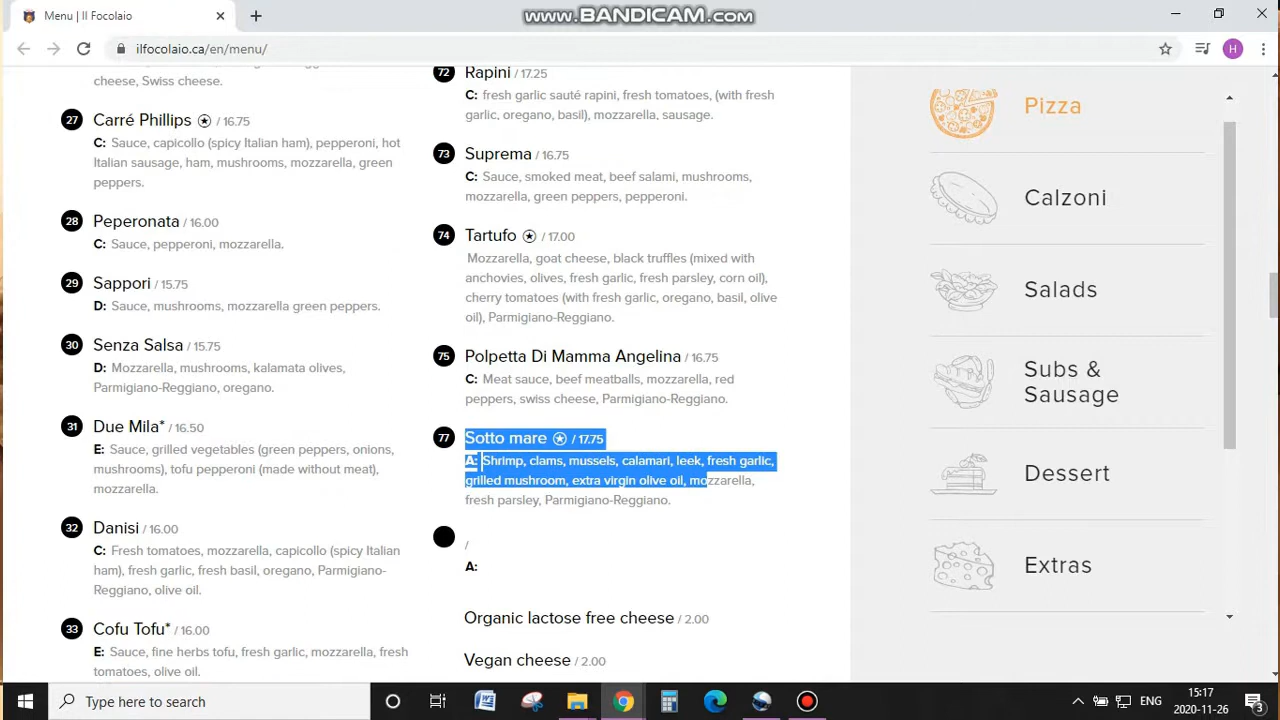 Menu | Il Focolaio
www.BANDICAM.com
ilfocolaio.ca/en/menu/
H
cheese, Swiss cheese.
27 Carré Phillips / 16.75
C: Sauce, capicollo (spicy Italian ham), pepperoni, hot
Italian sausage, ham, mushrooms, mozzarella, green
peppers.
28 Peperonata / 16.00
C: Sauce, pepperoni, mozzarella.
29 Sappori / 15.75
D: Sauce, mushrooms, mozzarella green peppers.
30 Senza Salsa / 15.75
D: Mozzarella, mushrooms, kalamata olives,
Parmigiano-Reggiano, oregano.
31 Due Mila* / 16.50
E: Sauce, grilled vegetables (green peppers, onions,
mushrooms), tofu pepperoni (made without meat),
mozzarella.
32 Danisi / 16.00
C: Fresh tomatoes, mozzarella, capicollo (spicy Italian
ham), fresh garlic, fresh basil, oregano, Parmigiano-
Reggiano, olive oil.
33 Cofu Tofu* / 16.00
E: Sauce, fine herbs tofu, fresh garlic, mozzarella, fresh
tomatoes, olive oil.
72 Rapini / 17.25
C: fresh garlic sauté rapini, fresh tomatoes, (with fresh
garlic, oregano, basil), mozzarella, sausage.
73 Suprema / 16.75
C: Sauce, smoked meat, beef salami, mushrooms,
mozzarella, green peppers, pepperoni.
74 Tartufo / 17.00
Mozzarella, goat cheese, black truffles (mixed with
anchovies, olives, fresh garlic, fresh parsley, corn oil),
cherry tomatoes (with fresh garlic, oregano, basil, olive
oil), Parmigiano-Reggiano.
75 Polpetta Di Mamma Angelina / 16.75
C: Meat sauce, beef meatballs, mozzarella, red
peppers, swiss cheese, Parmigiano-Reggiano.
77 Sotto mare / 17.75
A: Shrimp, clams, mussels, calamari, leek, fresh garlic,
grilled mushroom, extra virgin olive oil, mozzarella,
fresh parsley, Parmigiano-Reggiano.
/
A:
Organic lactose free cheese / 2.00
Vegan cheese / 2.00
Pizza
Calzoni
Salads
Subs &
Sausage
Dessert
Extras
Type here to search
ENG
15:17
2020-11-26
3